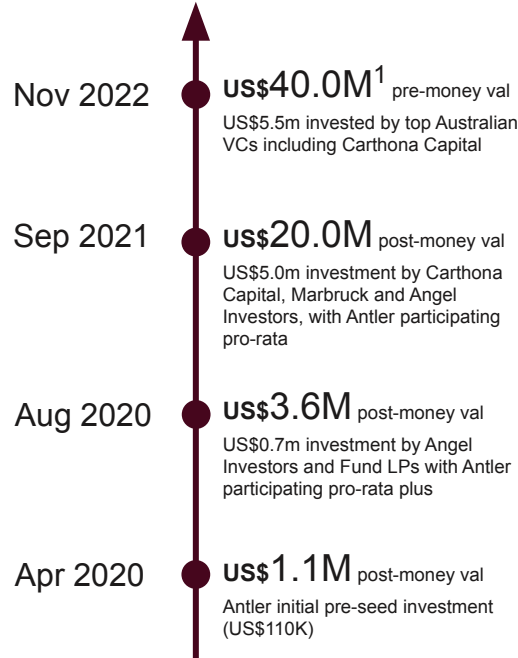 Nov 2022
US$40.0M1 pre-money val
US$5.5m invested by top Australian
VCs including Carthona Capital
Sep 2021
US$20.0M post-money val
US$5.0m investment by Carthona
Capital, Marbruck and Angel
Investors, with Antler participating
pro-rata
Aug 2020
US$3.6M post-money val
US$0.7m investment by Angel
Investors and Fund LPs with Antler
participating pro-rata plus
Apr 2020
US$1.1M post-money val
Antler initial pre-seed investment
(US$110K)